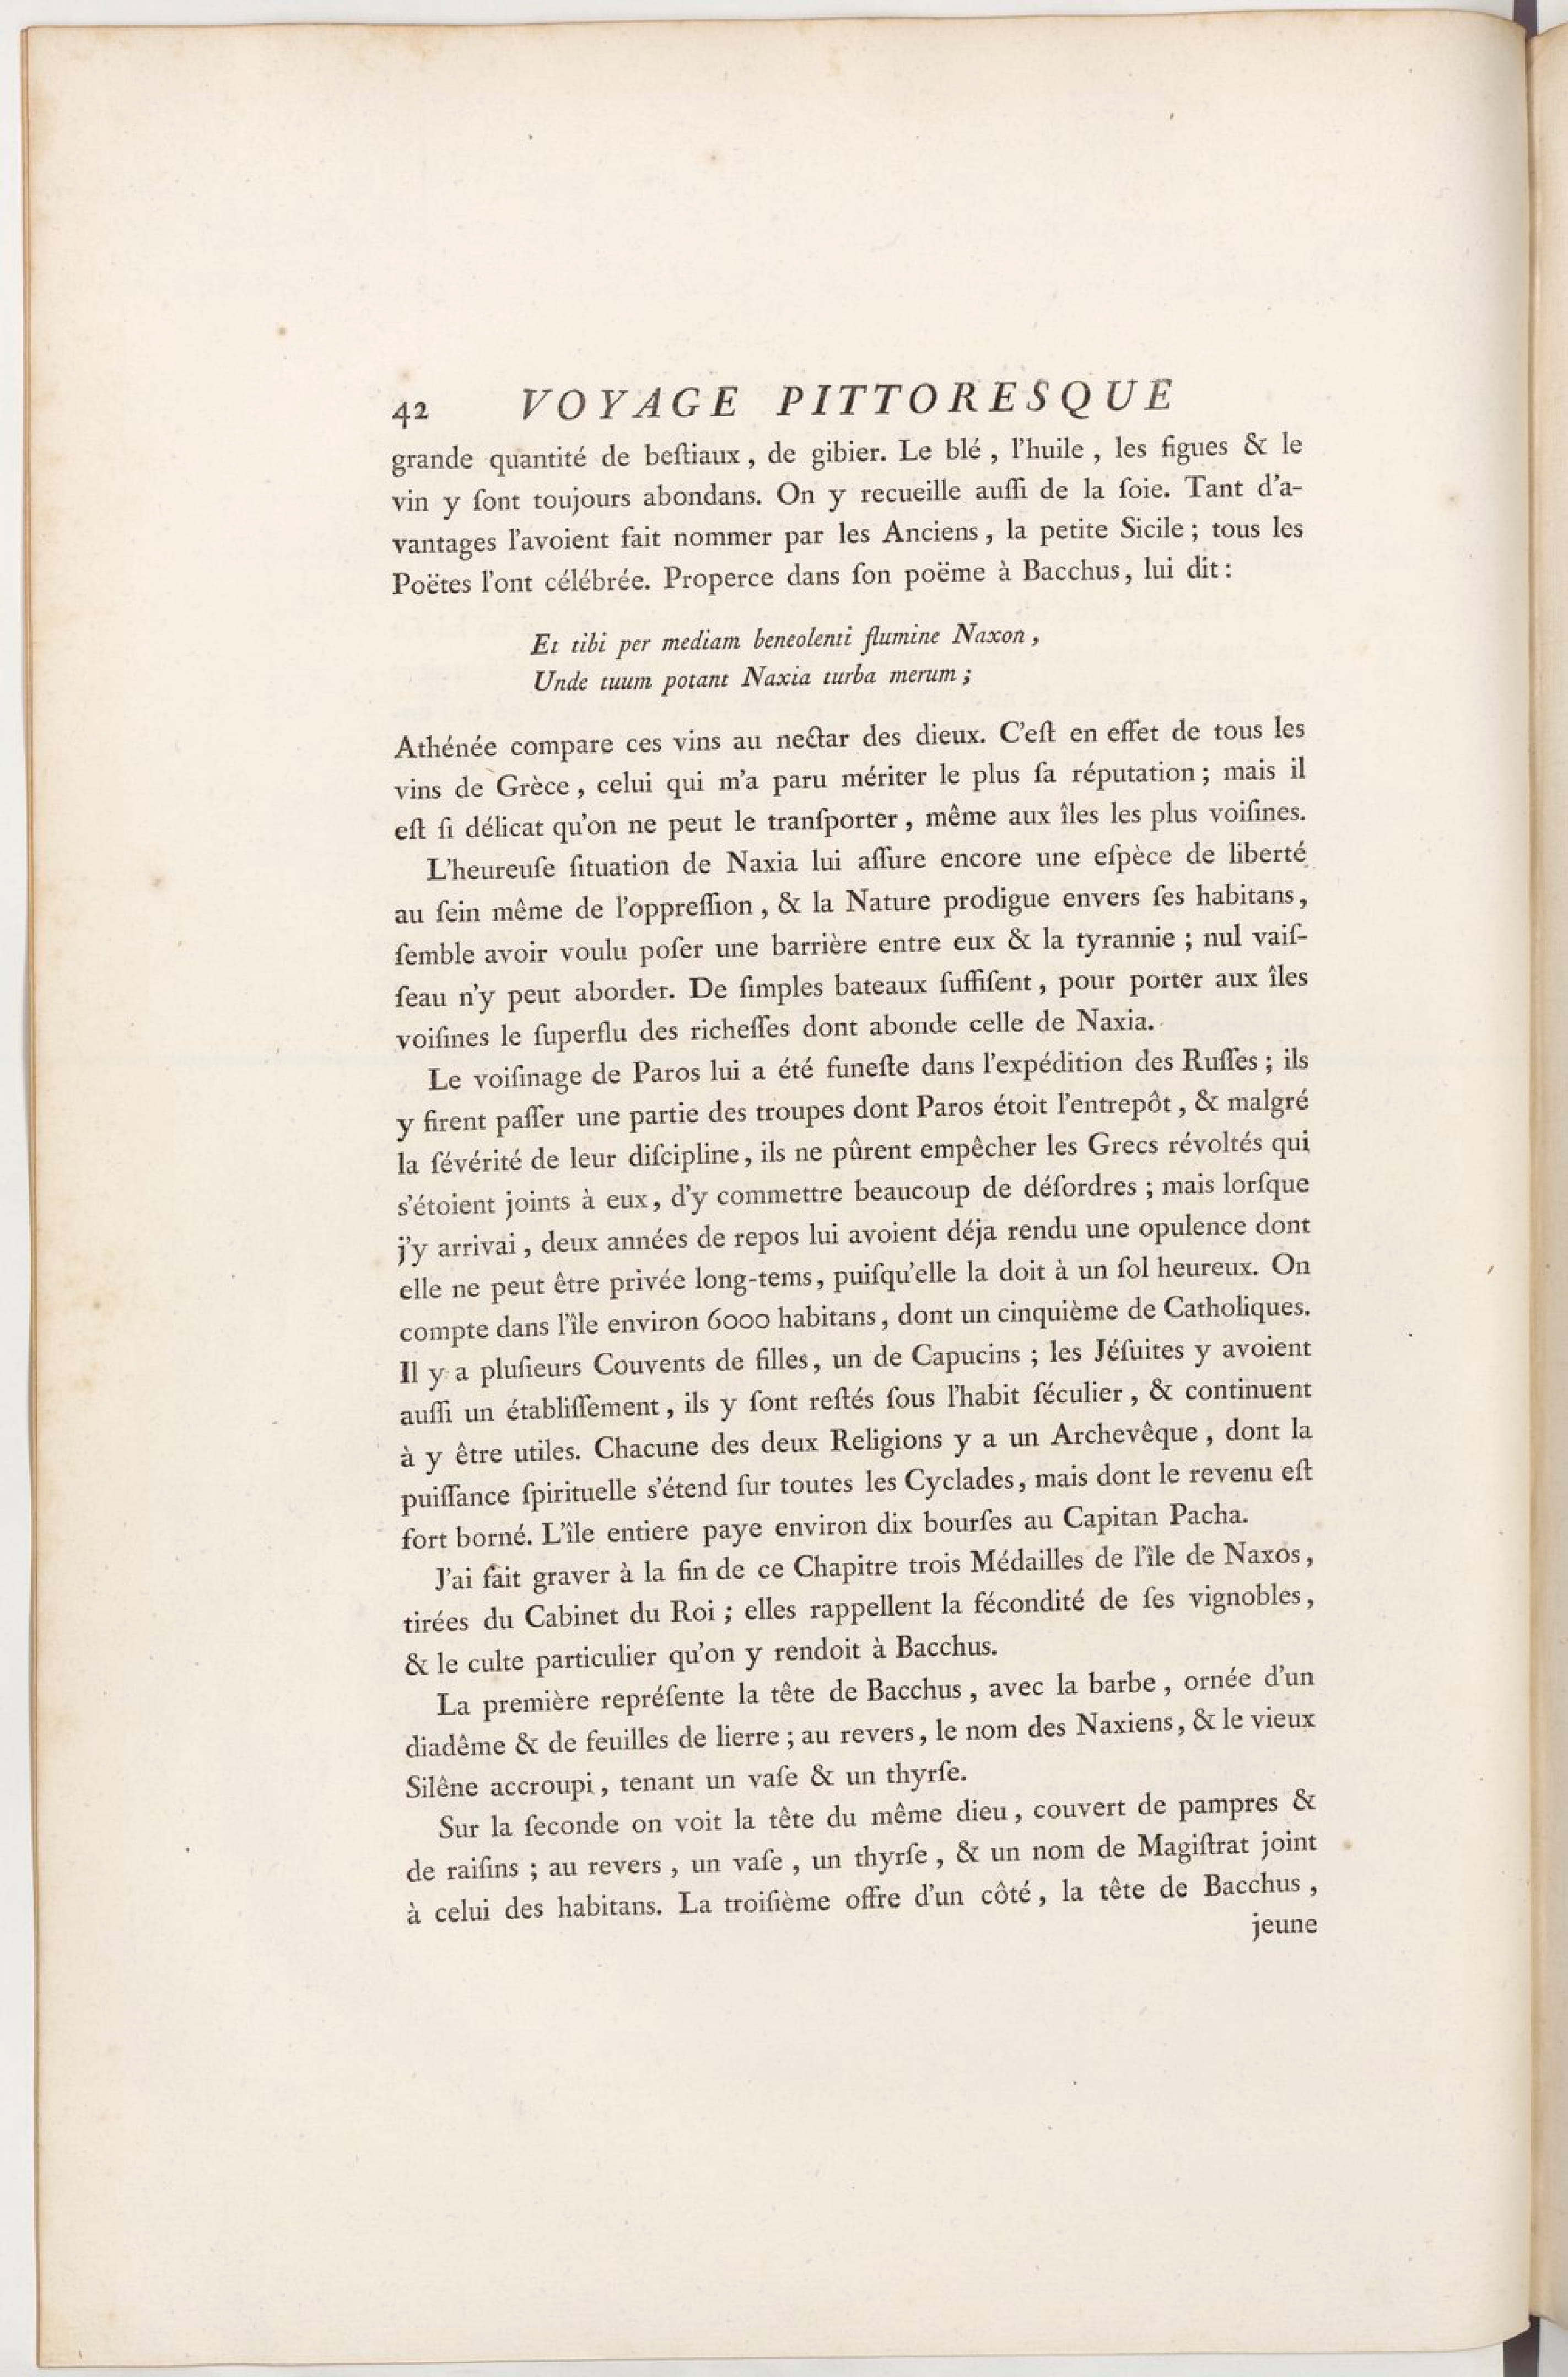 42 VOYAGE PITTORESQUE
grande quantité de beſtiaux, de gibier. Le blé, l'huile, les figues & le
vin y ſont toujours abondans. On y recueille auſſi de la ſoie. Tant d'a-
vantages l'avoient fait nommer par les Anciens, la petite Sicile; tous les
Poëtes l'ont célébrée. Properce dans ſon poëme à Bacchus, lui dit:
Et tibi per mediam beneolenti flumine Naxon,
Unde tuum potant Naxia turba merum;
Athénée compare ces vins au nectar des dieux. C'eſt en effet de tous les
vins de Grèce, celui qui m'a paru mériter le plus ſa réputation; mais il
eſt ſi délicat qu'on ne peut le tranſporter, même aux îles les plus voiſines.
L'heureuſe ſituation de Naxia lui aſſure encore une eſpèce de liberté
au ſein même de l'oppreſſion, & la Nature prodigue envers ſes habitans,
ſemble avoir voulu poſer une barrière entre eux & la tyrannie; nul vaiſ-
ſeau n'y peut aborder. De ſimples bateaux ſuffiſent, pour porter aux îles
voiſines le ſuperflu des richeſſes dont abonde celle de Naxia.
Le voiſinage de Paros lui a été funeſte dans l'expédition des Ruſſes; ils
y firent paſſer une partie des troupes dont Paros étoit l'entrepôt, & malgré
la ſévérité de leur diſcipline, ils ne pûrent empêcher les Grecs révoltés qui
s'étoient joints à eux, d'y commettre beaucoup de déſordres; mais lorſque
j'y arrivai, deux années de repos lui avoient déja rendu une opulence dont
elle ne peut être privée long-tems, puiſqu'elle la doit à un ſol heureux. On
compte dans l'île environ 6000 habitans, dont un cinquième de Catholiques.
Il y a pluſieurs Couvents de filles, un de Capucins; les Jéſuites y avoient
auſſi un établiſſement, ils y ſont reſtés ſous l'habit ſéculier, & continuent
à y être utiles. Chacune des deux Religions y a un Archevêque, dont la
puiſſance ſpirituelle s'étend ſur toutes les Cyclades, mais dont le revenu eſt
fort borné. L'île entiere paye environ dix bourſes au Capitan Pacha.
J'ai fait graver à la fin de ce Chapitre trois Médailles de l'île de Naxos,
tirées du Cabinet du Roi; elles rappellent la fécondité de ſes vignobles,
& le culte particulier qu'on y rendoit à Bacchus.
La première repréſente la tête de Bacchus, avec la barbe, ornée d'un
diadême & de feuilles de lierre; au revers, le nom des Naxiens, & le vieux
Silêne accroupi, tenant un vaſe & un thyrſe.
Sur la ſeconde on voit la tête du même dieu, couvert de pampres &
de raiſins; au revers, un vaſe, un thyrſe, & un nom de Magiſtrat joint
à celui des habitans. La troiſième offre d'un côté, la tête de Bacchus,
jeune